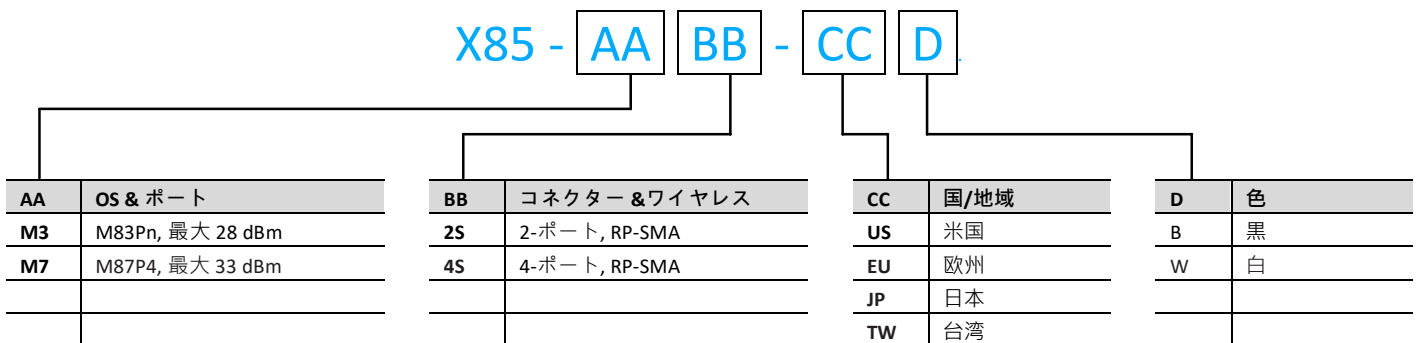 X85 - AA BB - CC D.
AA OS & ポート
M3 M83Pn, 最大 28 dBm
M7 M87P4, 最大 33 dBm
BB コネクター &ワイヤレス
2S 2-ポート, RP-SMA
4S 4-ポート, RP-SMA
CC 国/地域
US 米国
EU 欧州
JP 日本
TW 台湾
D 色
B 黒
W 白